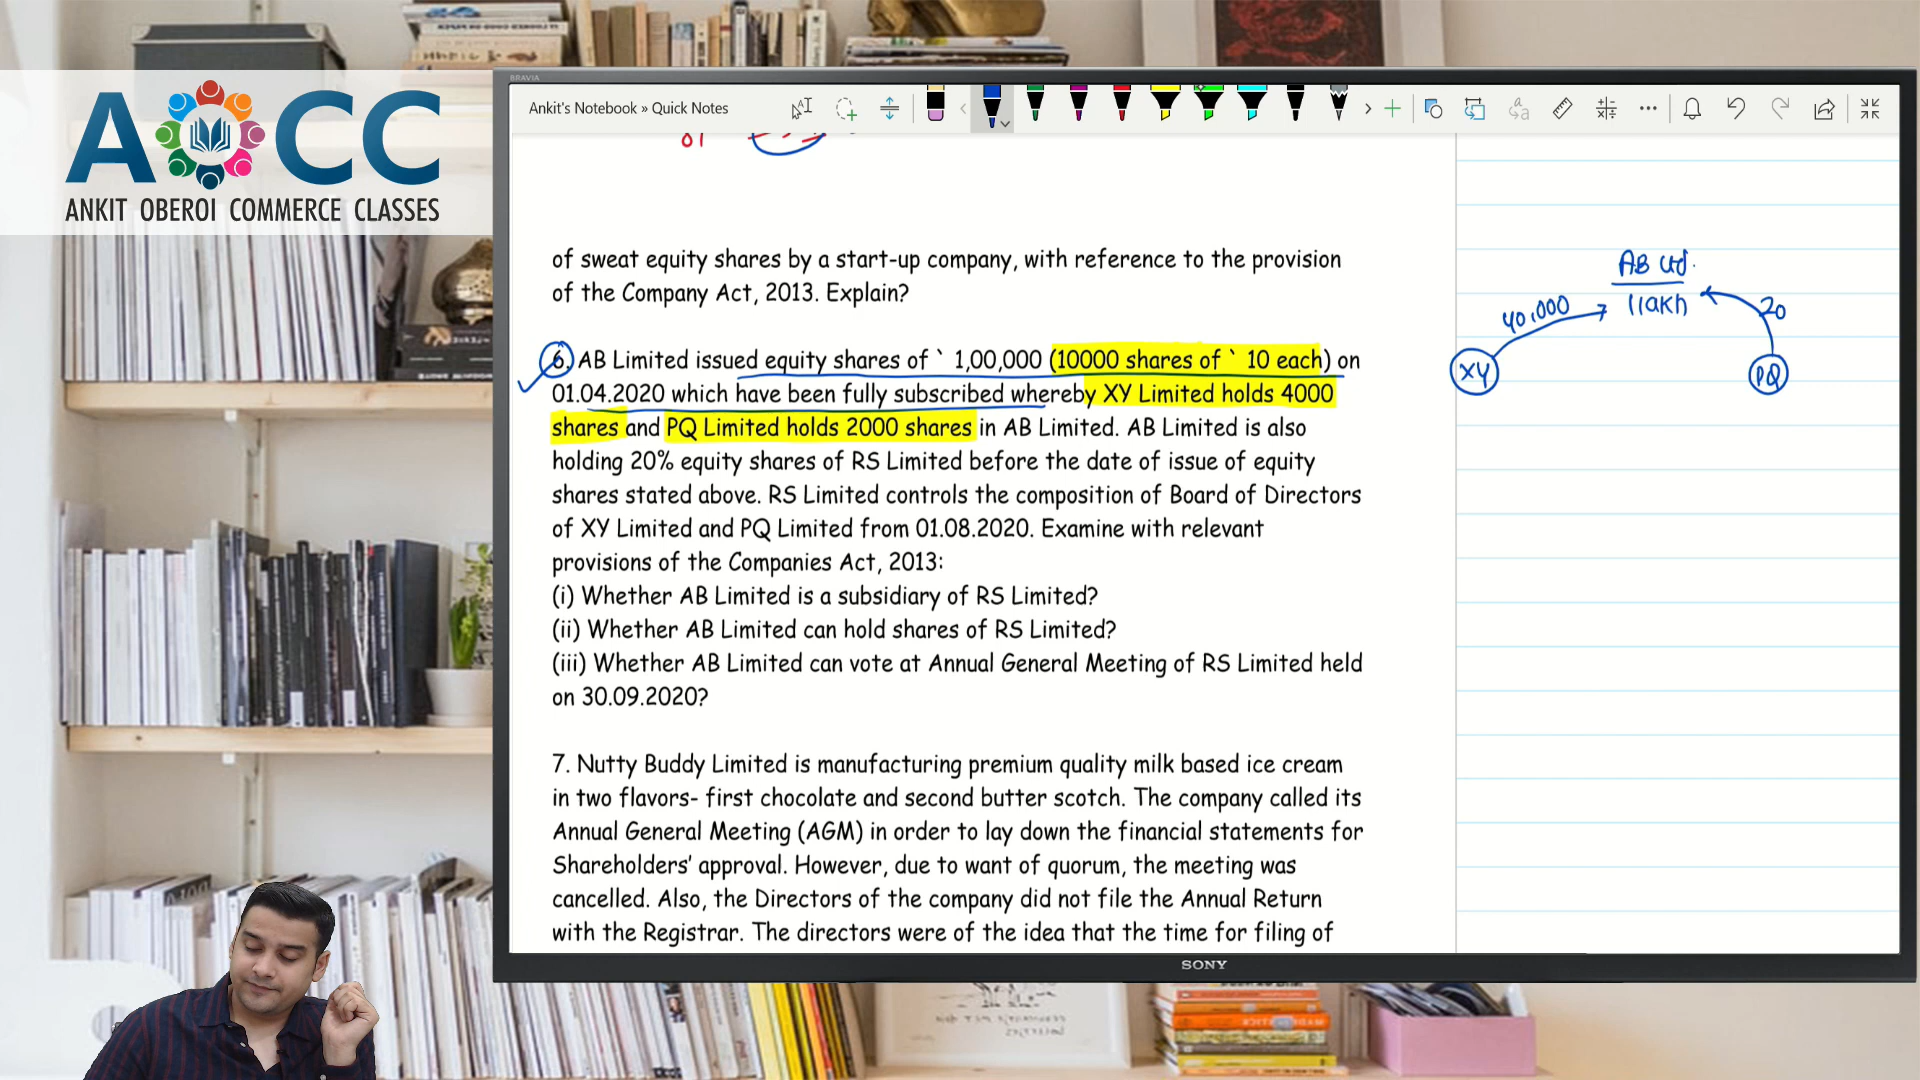 BRAVIA
AOCC
ANKIT OBEROI COMMERCE CLASSES
Ankit's Notebook » Quick Notes
of sweat equity shares by a start-up company, with reference to the provision
of the Company Act, 2013. Explain?
6. AB Limited issued equity shares of ` 1,00,000 (10000 shares of ` 10 each) on
01.04.2020 which have been fully subscribed whereby XY Limited holds 4000
shares and PQ Limited holds 2000 shares in AB Limited. AB Limited is also
holding 20% equity shares of RS Limited before the date of issue of equity
shares stated above. RS Limited controls the composition of Board of Directors
of XY Limited and PQ Limited from 01.08.2020. Examine with relevant
provisions of the Companies Act, 2013:
(i) Whether AB Limited is a subsidiary of RS Limited?
(ii) Whether AB Limited can hold shares of RS Limited?
(iii) Whether AB Limited can vote at Annual General Meeting of RS Limited held
on 30.09.2020?
7. Nutty Buddy Limited is manufacturing premium quality milk based ice cream
in two flavors- first chocolate and second butter scotch. The company called its
Annual General Meeting (AGM) in order to lay down the financial statements for
Shareholders' approval. However, due to want of quorum, the meeting was
cancelled. Also, the Directors of the company did not file the Annual Return
with the Registrar. The directors were of the idea that the time for filing of
AB Ltd.
1 lakh
40,000
20
XY
PQ
SONY